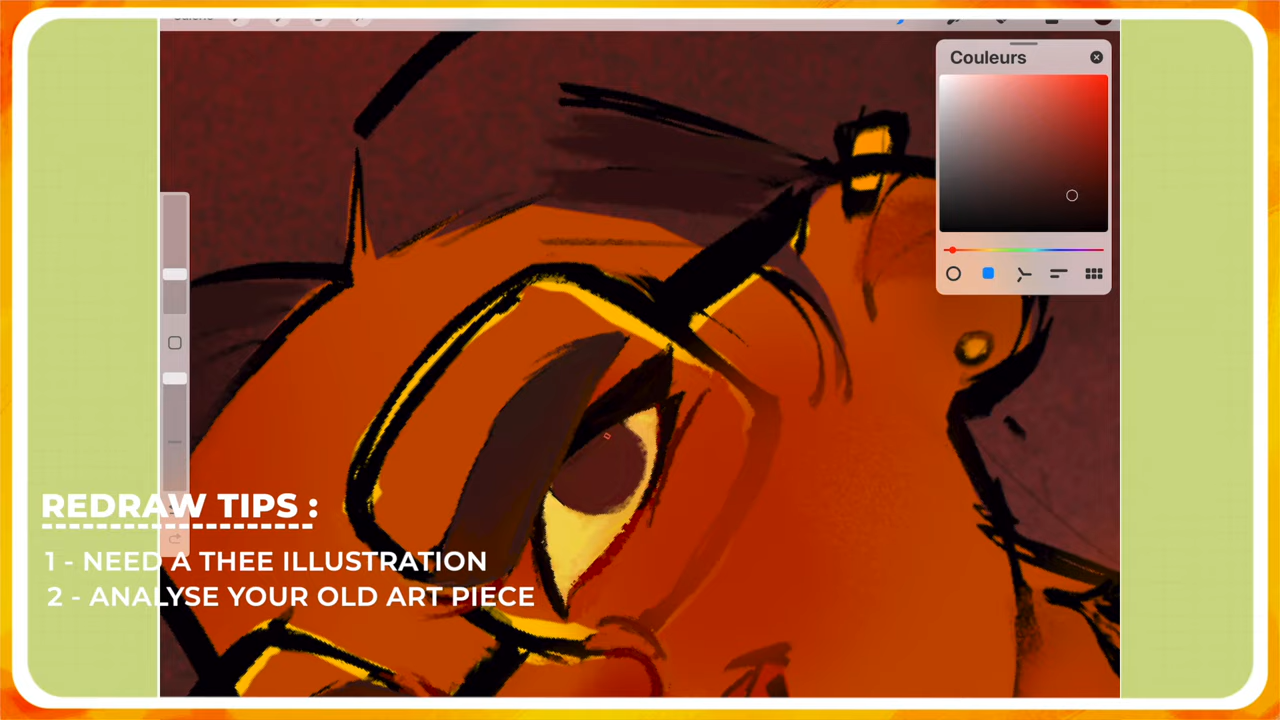 Couleurs
REDRAW TIPS :
1 - NEED A THEE ILLUSTRATION
2 - ANALYSE YOUR OLD ART PIECE